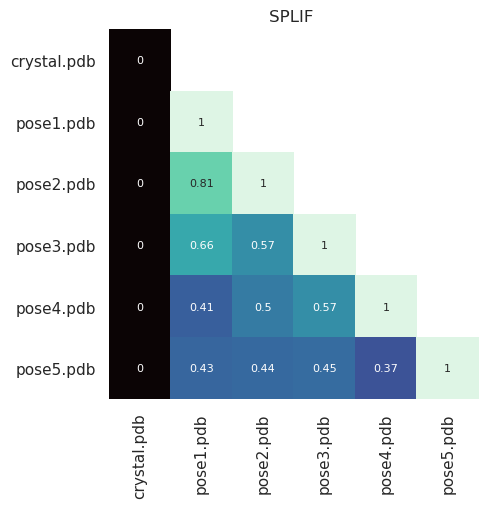 SPLIF
crystal.pdb 0
pose1.pdb 0 1
pose2.pdb 0 0.81 1
pose3.pdb 0 0.66 0.57 1
pose4.pdb 0 0.41 0.5 0.57 1
pose5.pdb 0 0.43 0.44 0.45 0.37 1
crystal.pdb pose1.pdb pose2.pdb pose3.pdb pose4.pdb pose5.pdb